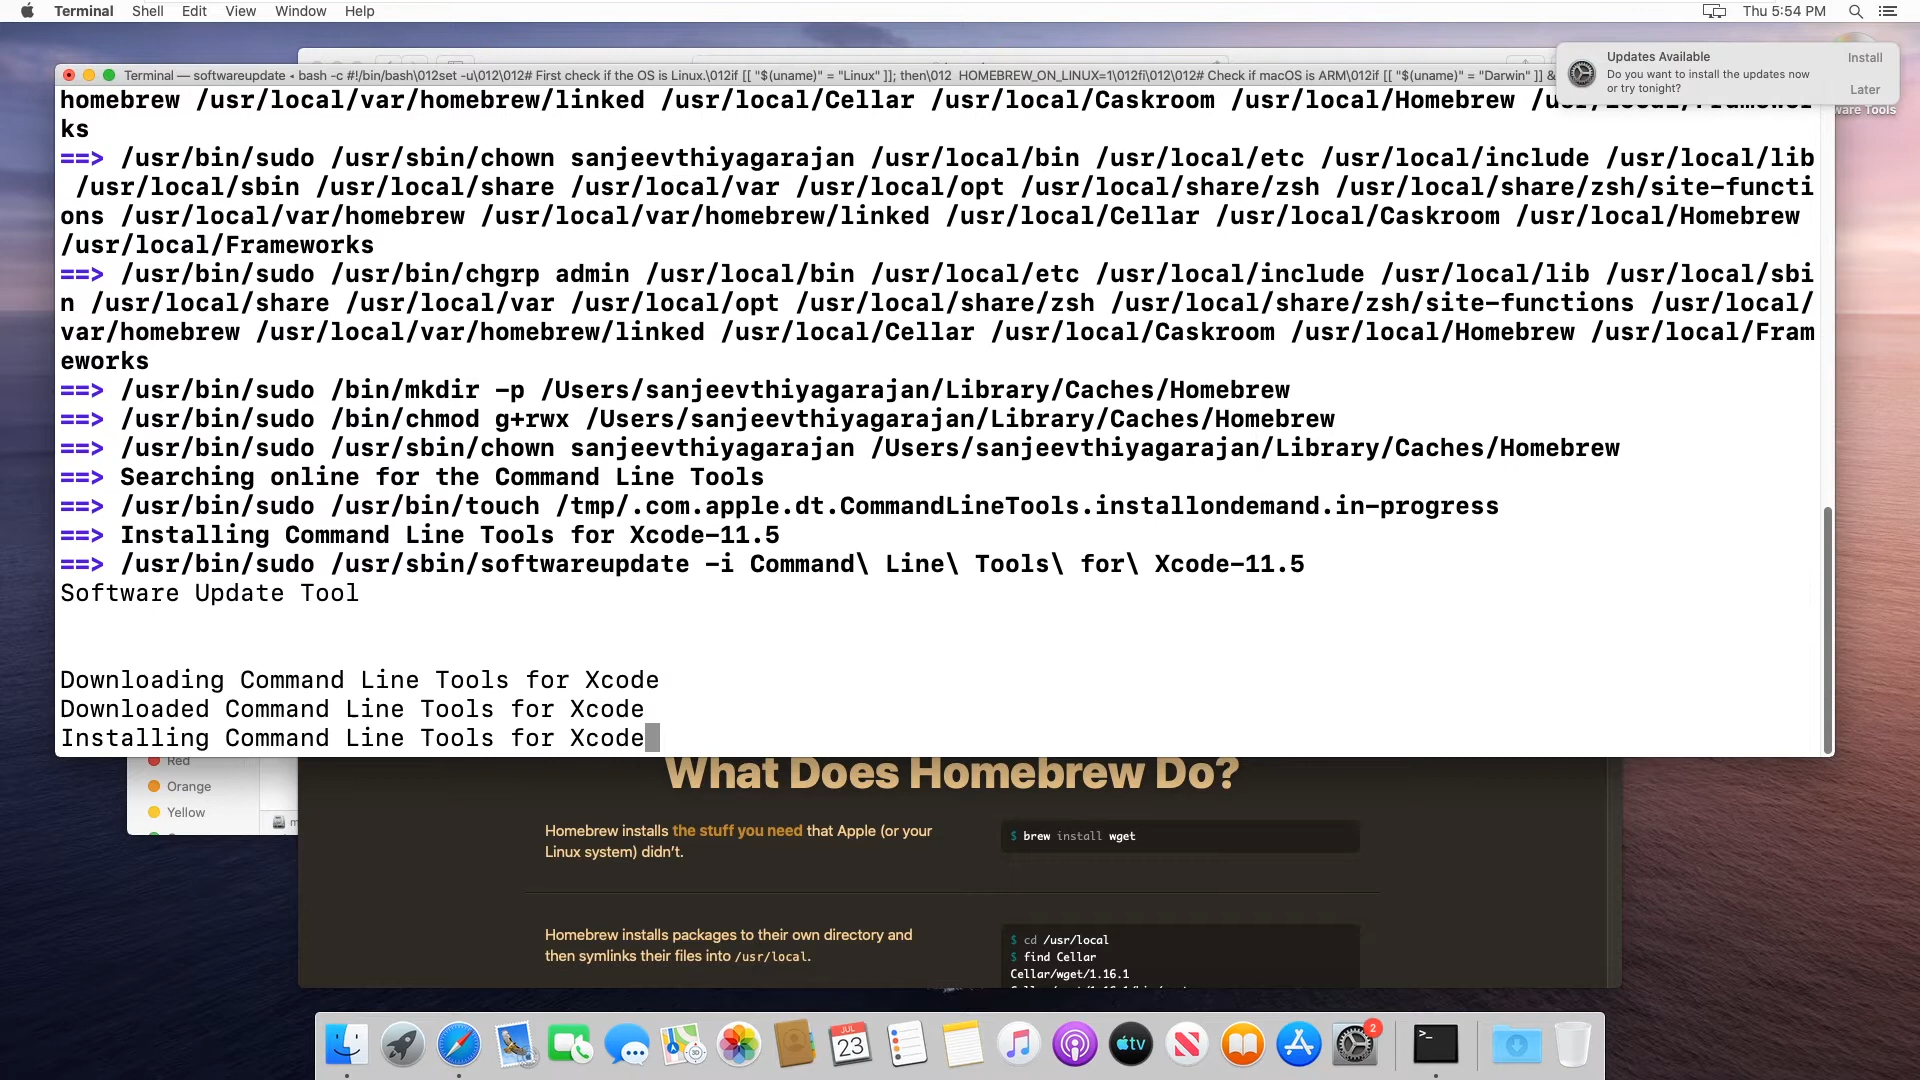 Terminal Shell Edit View Window Help Thu 5:54 PM
Terminal — softwareupdate ◂ bash -c #!/bin/bash\012set -u\012\012# First check if the OS is Linux.\012if [[ "$(uname)" = "Linux" ]]; then\012 HOMEBREW_ON_LINUX=1\012fi\012\012# Check if macOS is ARM\012if [[ "$(uname)" = "Darwin" ]] &
Updates Available
Do you want to install the updates now
or try tonight?
Install
Later
ware Tools
homebrew /usr/local/var/homebrew/linked /usr/local/Cellar /usr/local/Caskroom /usr/local/Homebrew
ks
==> /usr/bin/sudo /usr/sbin/chown sanjeevthiyagarajan /usr/local/bin /usr/local/etc /usr/local/include /usr/local/lib
/usr/local/sbin /usr/local/share /usr/local/var /usr/local/opt /usr/local/share/zsh /usr/local/share/zsh/site-functi
ons /usr/local/var/homebrew /usr/local/var/homebrew/linked /usr/local/Cellar /usr/local/Caskroom /usr/local/Homebrew
/usr/local/Frameworks
==> /usr/bin/sudo /usr/bin/chgrp admin /usr/local/bin /usr/local/etc /usr/local/include /usr/local/lib /usr/local/sbi
n /usr/local/share /usr/local/var /usr/local/opt /usr/local/share/zsh /usr/local/share/zsh/site-functions /usr/local/
var/homebrew /usr/local/var/homebrew/linked /usr/local/Cellar /usr/local/Caskroom /usr/local/Homebrew /usr/local/Fram
eworks
==> /usr/bin/sudo /bin/mkdir -p /Users/sanjeevthiyagarajan/Library/Caches/Homebrew
==> /usr/bin/sudo /bin/chmod g+rwx /Users/sanjeevthiyagarajan/Library/Caches/Homebrew
==> /usr/bin/sudo /usr/sbin/chown sanjeevthiyagarajan /Users/sanjeevthiyagarajan/Library/Caches/Homebrew
==> Searching online for the Command Line Tools
==> /usr/bin/sudo /usr/bin/touch /tmp/.com.apple.dt.CommandLineTools.installondemand.in-progress
==> Installing Command Line Tools for Xcode-11.5
==> /usr/bin/sudo /usr/sbin/softwareupdate -i Command\ Line\ Tools\ for\ Xcode-11.5
Software Update Tool
Downloading Command Line Tools for Xcode
Downloaded Command Line Tools for Xcode
Installing Command Line Tools for Xcode
Red
Orange
Yellow
What Does Homebrew Do?
Homebrew installs the stuff you need that Apple (or your
Linux system) didn't.
$ brew install wget
Homebrew installs packages to their own directory and
then symlinks their files into /usr/local.
$ cd /usr/local
$ find Cellar
Cellar/wget/1.16.1
JUL
23
tv
2
>_